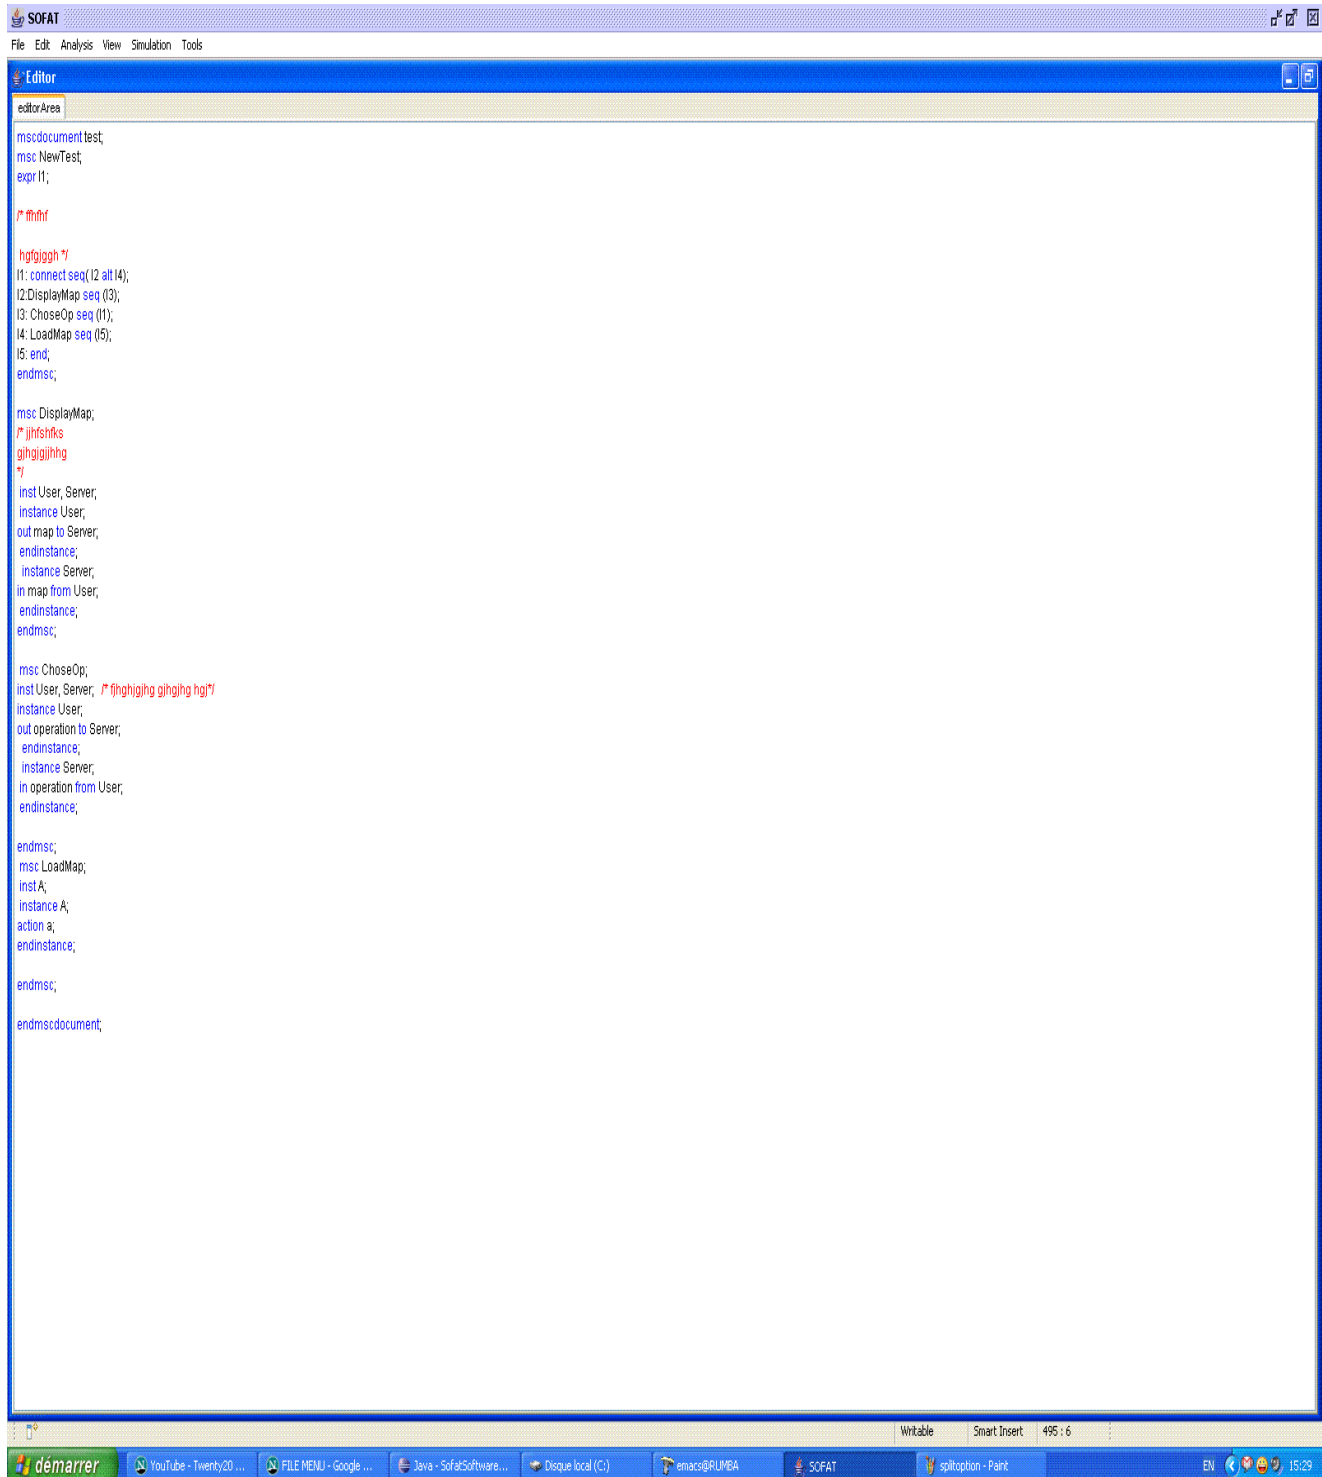 SOFAT
File Edit Analysis View Simulation Tools
Editor
editorArea
mscdocument test;
msc NewTest;
expr l1;
/* ffhfhf
hgfgjggh */
l1: connect seq( l2 alt l4);
l2:DisplayMap seq (l3);
l3: ChoseOp seq (l1);
l4: LoadMap seq (l5);
l5: end;
endmsc;
msc DisplayMap;
/* jjhfshfks
gjhgjgjjhhg
*/
inst User, Server;
instance User;
out map to Server;
endinstance;
instance Server;
in map from User;
endinstance;
endmsc;
msc ChoseOp;
inst User, Server; /* fjhghjgjhg gjhgjhg hgj*/
instance User;
out operation to Server;
endinstance;
instance Server;
in operation from User;
endinstance;
endmsc;
msc LoadMap;
inst A;
instance A;
action a;
endinstance;
endmsc;
endmscdocument;
Writable Smart Insert 495 : 6
démarrer YouTube - Twenty20 ... FILE MENU - Google ... Java - SofatSoftware... Disque local (C:) emacs@RUMBA SOFAT splitoption - Paint EN 15:29